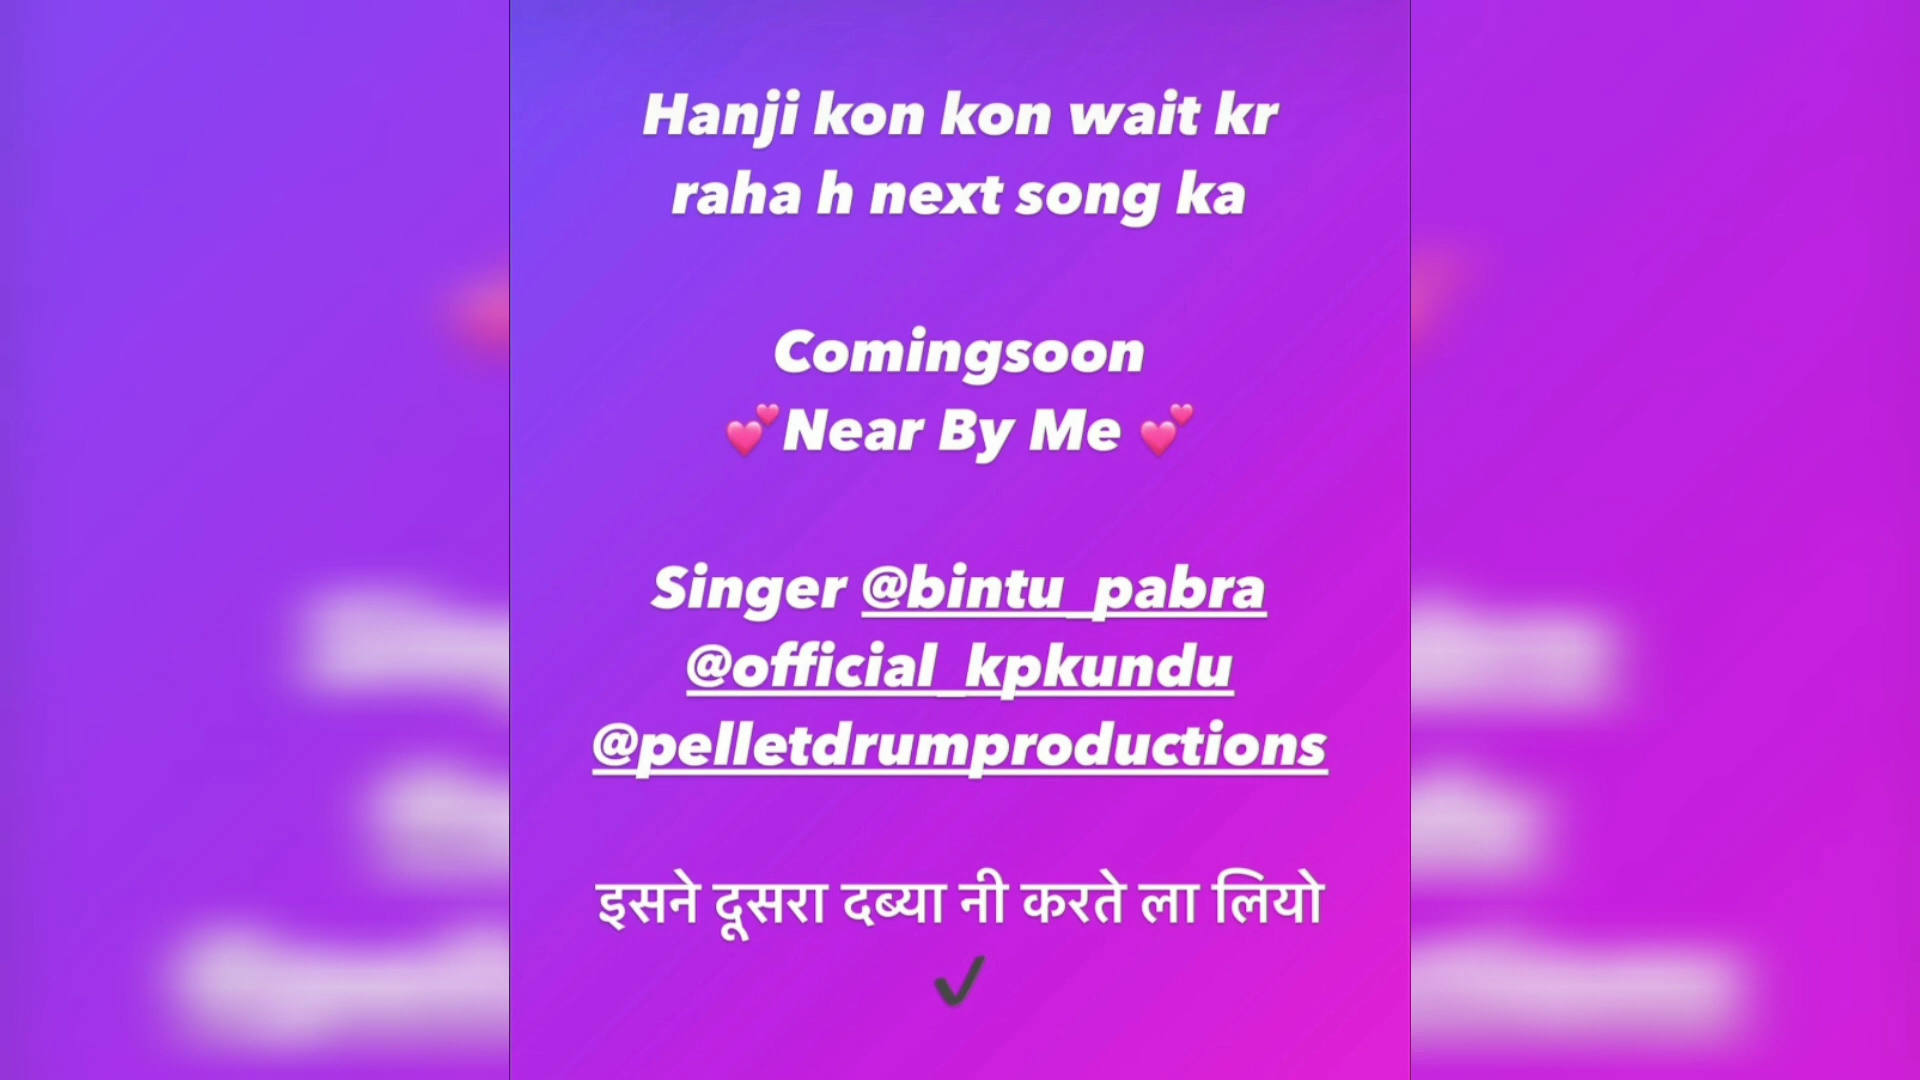 Hanji kon kon wait kr
raha h next song ka
Comingsoon
💕Near By Me 💕
Singer @bintu_pabra
@official_kpkundu
@pelletdrumproductions
इसने दूसरा दब्या नी करते ला लियो
✔